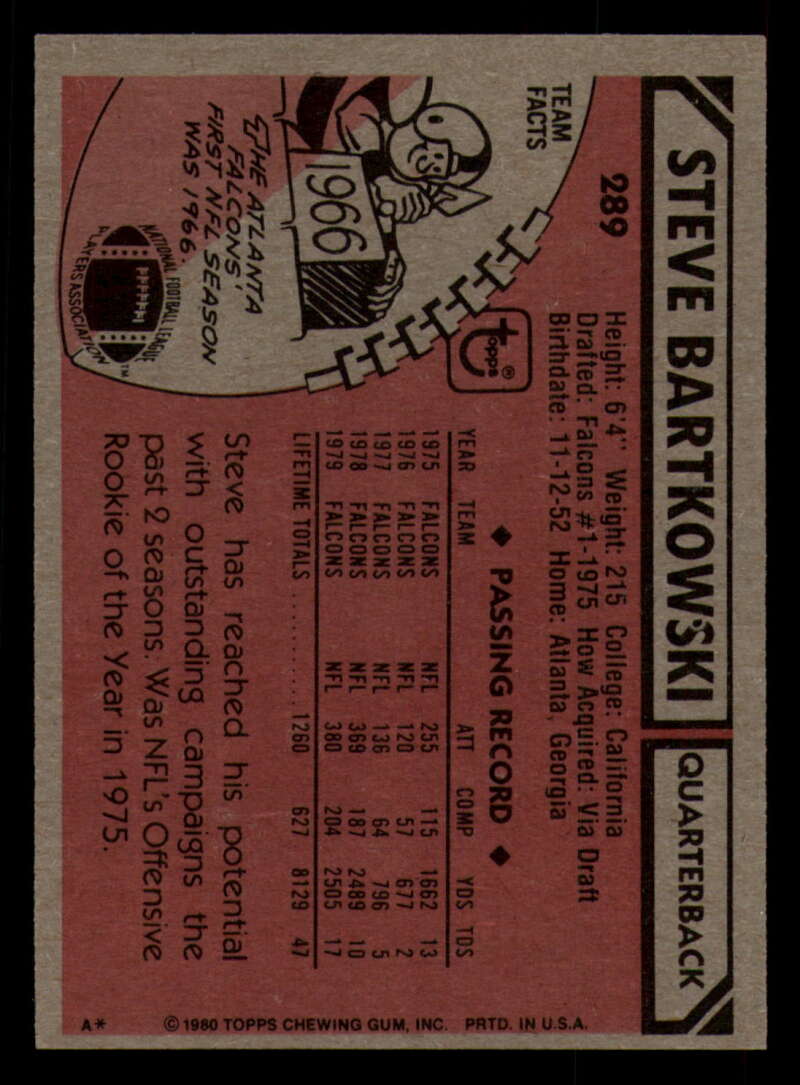 STEVE BARTKOWSKI
QUARTERBACK
289
Height: 6'4" Weight: 215 College: California
Drafted: Falcons #1-1975 How Acquired: Via Draft
Birthdate: 11-12-52 Home: Atlanta, Georgia
TEAM
FACTS
1966
THE ATLANTA
FALCONS'
FIRST NFL SEASON
WAS 1966.
NATIONAL FOOTBALL LEAGUE
PLAYERS ASSOCIATION
TM
topps®
◆ PASSING RECORD ◆
YEAR TEAM ATT COMP YDS TDS
1975 FALCONS NFL 255 115 1662 13
1976 FALCONS NFL 120 57 677 2
1977 FALCONS NFL 136 64 796 5
1978 FALCONS NFL 369 187 2489 10
1979 FALCONS NFL 380 204 2505 17
LIFETIME TOTALS .......... 1260 627 8129 47
Steve has reached his potential
with outstanding campaigns the
past 2 seasons. Was NFL's Offensive
Rookie of the Year in 1975.
A* ©1980 TOPPS CHEWING GUM, INC. PRTD. IN U.S.A.